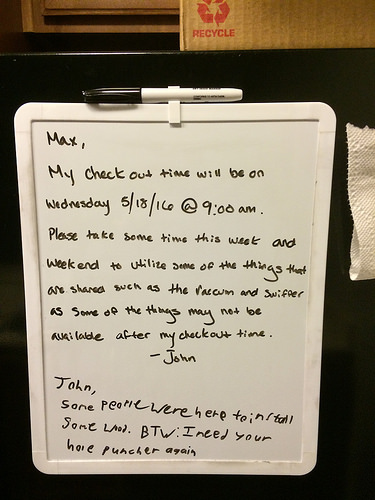 RECYCLE
Max,
My check out time will be on
Wednesday 5/18/16 @ 9:00 am.
Please take some time this week and
weekend to utilize some of the things that
are shared such as the vaccum and swiffer
as some of the things may not be
available after my checkout time.
- John
John,
some people were here to install
some
BTW: I need your
hole puncher again